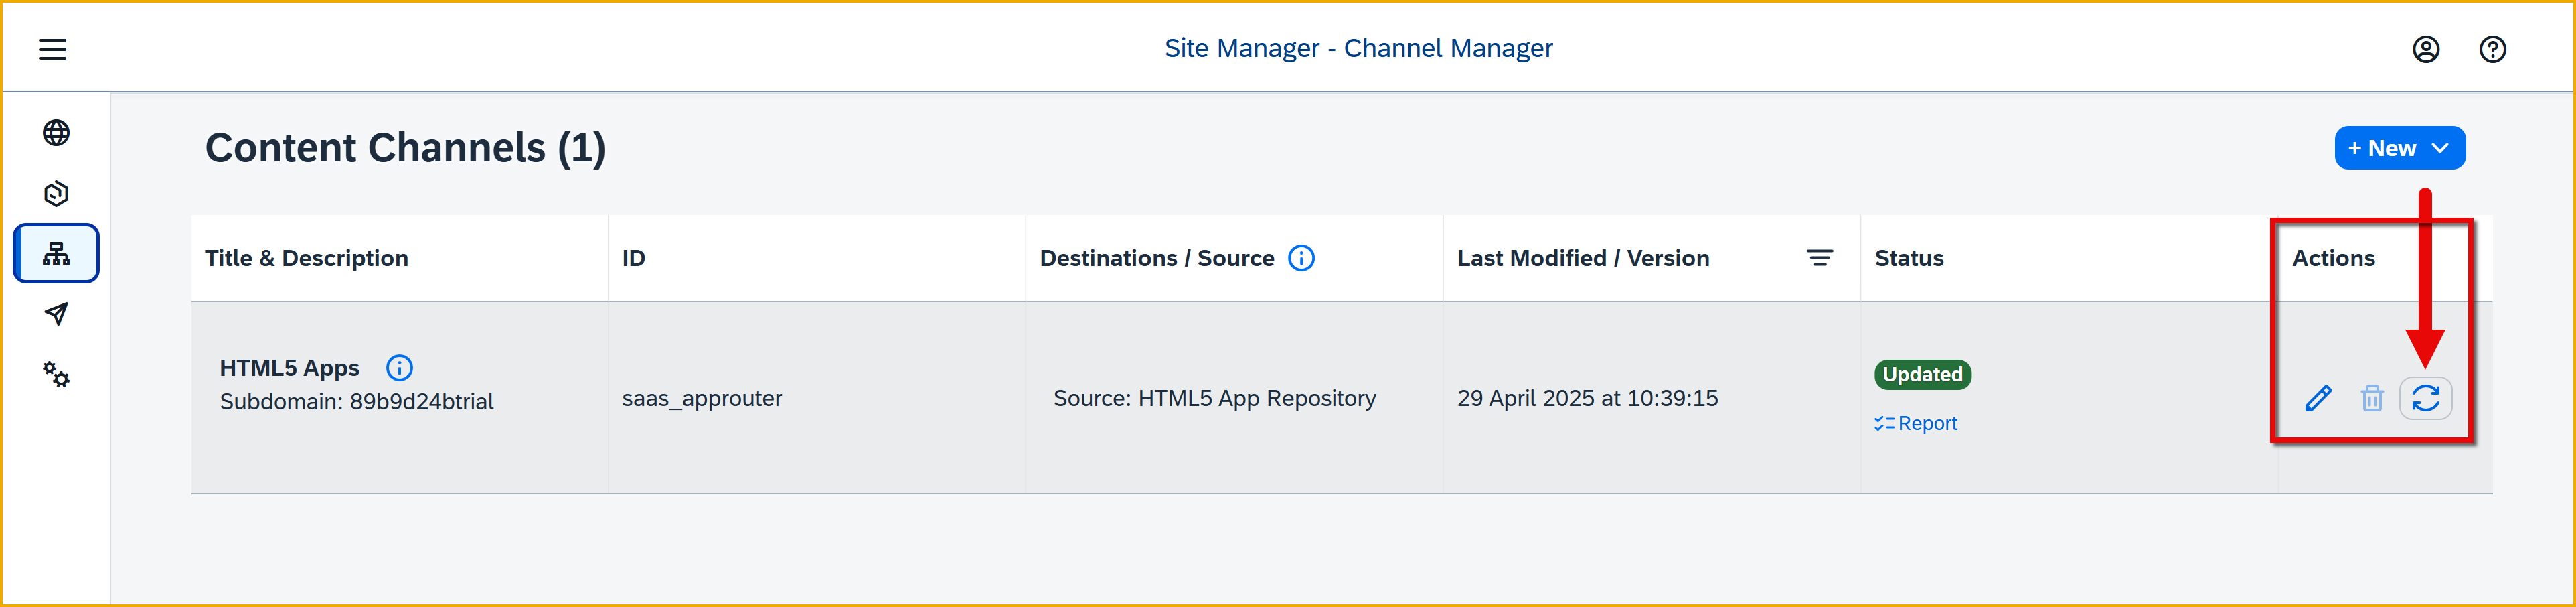 Site Manager - Channel Manager
Content Channels (1)
+ New
Title & Description
ID
Destinations / Source
Last Modified / Version
Status
Actions
HTML5 Apps
Subdomain: 89b9d24btrial
saas_approuter
Source: HTML5 App Repository
29 April 2025 at 10:39:15
Updated
Report